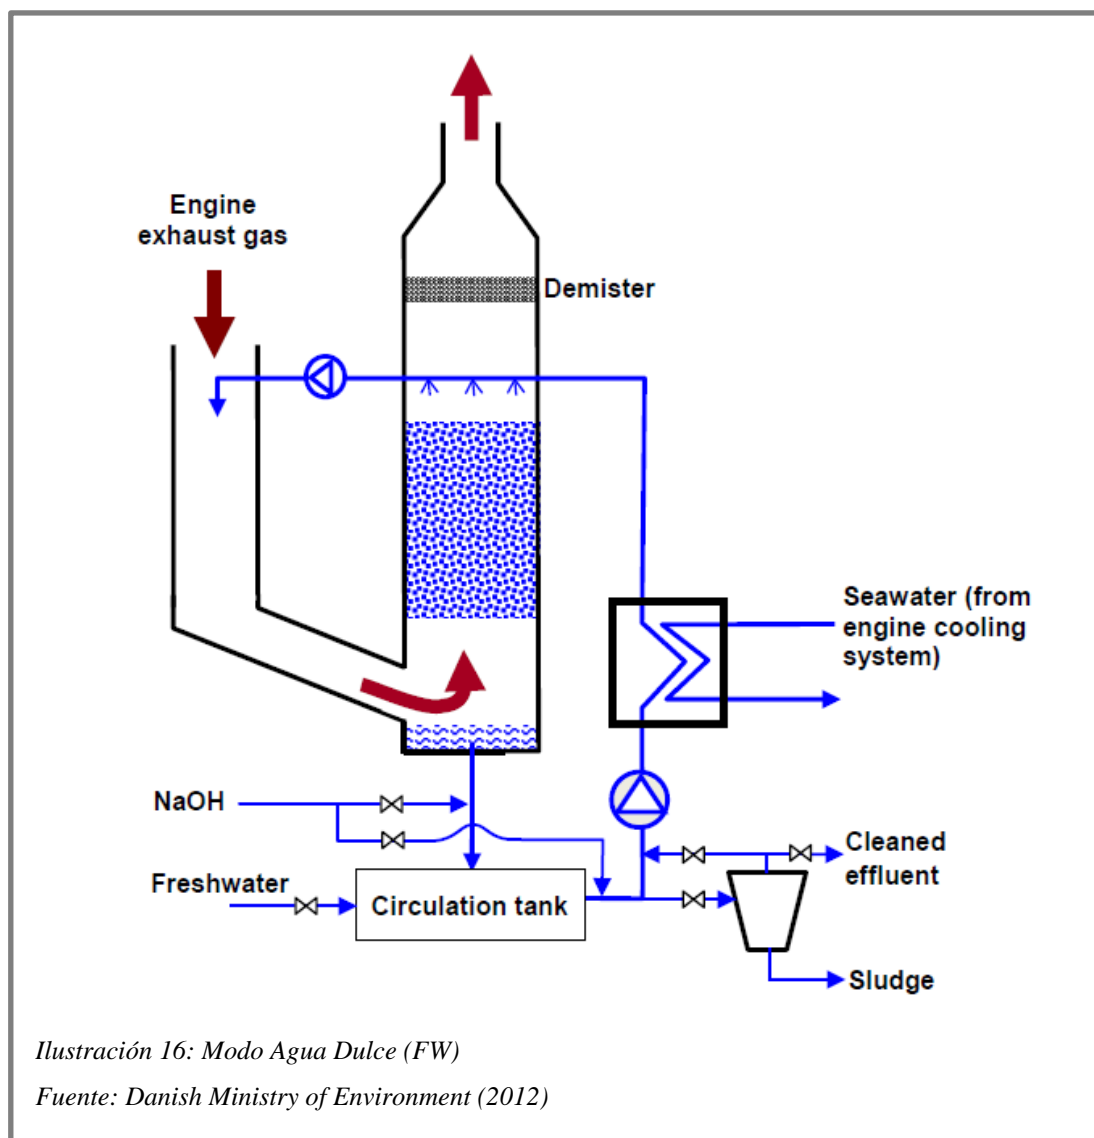 Engine
exhaust gas
Demister
Seawater (from
engine cooling
system)
NaOH
Cleaned
effluent
Freshwater
Circulation tank
Sludge
Ilustración 16: Modo Agua Dulce (FW)
Fuente: Danish Ministry of Environment (2012)